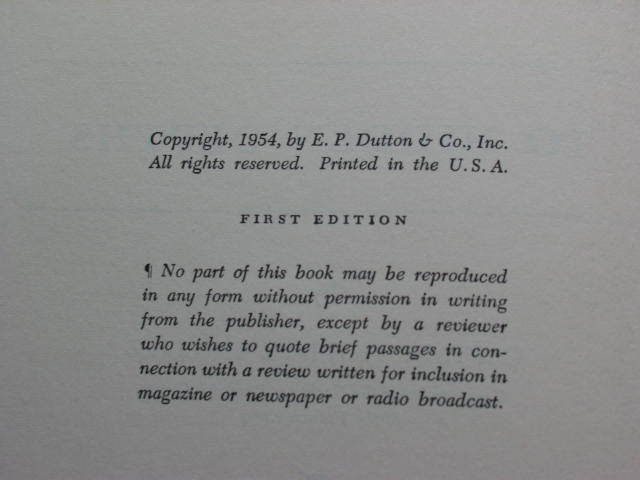 Copyright, 1954, by E. P. Dutton & Co., Inc.
All rights reserved. Printed in the U. S. A.
FIRST EDITION
¶ No part of this book may be reproduced
in any form without permission in writing
from the publisher, except by a reviewer
who wishes to quote brief passages in con-
nection with a review written for inclusion in
magazine or newspaper or radio broadcast.